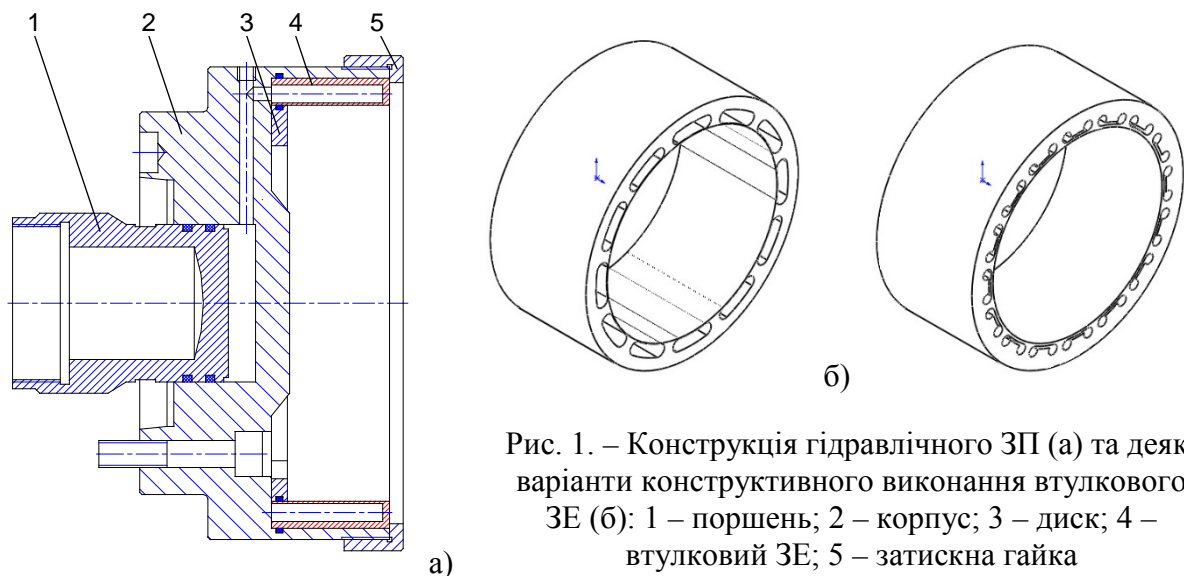 1 2 3 4 5
а)
б)
Рис. 1. – Конструкція гідравлічного ЗП (а) та деяк
варіанти конструктивного виконання втулкового
ЗЕ (б): 1 – поршень; 2 – корпус; 3 – диск; 4 –
втулковий ЗЕ; 5 – затискна гайка